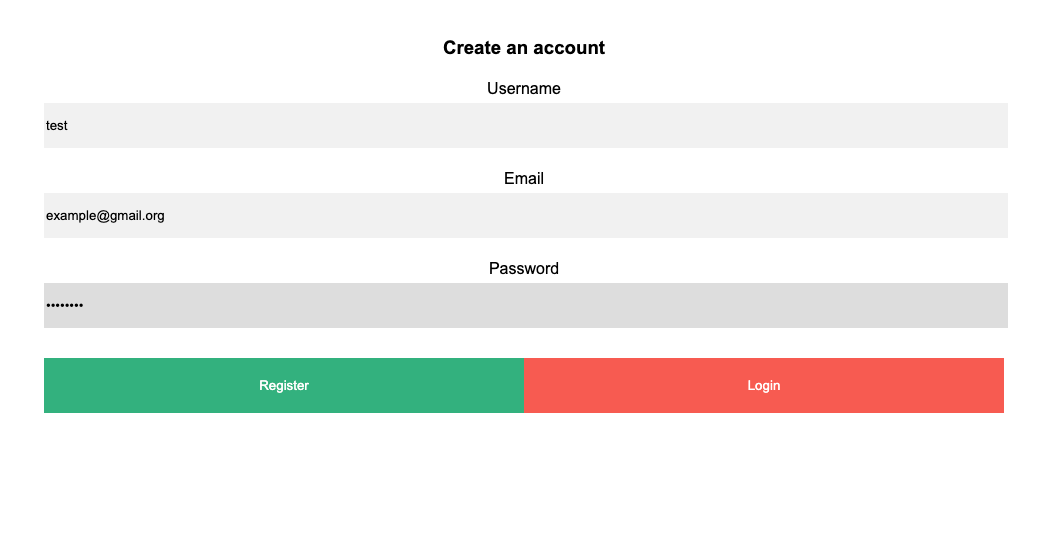 Create an account
Username
test
Email
example@gmail.org
Password
••••••••
Register
Login